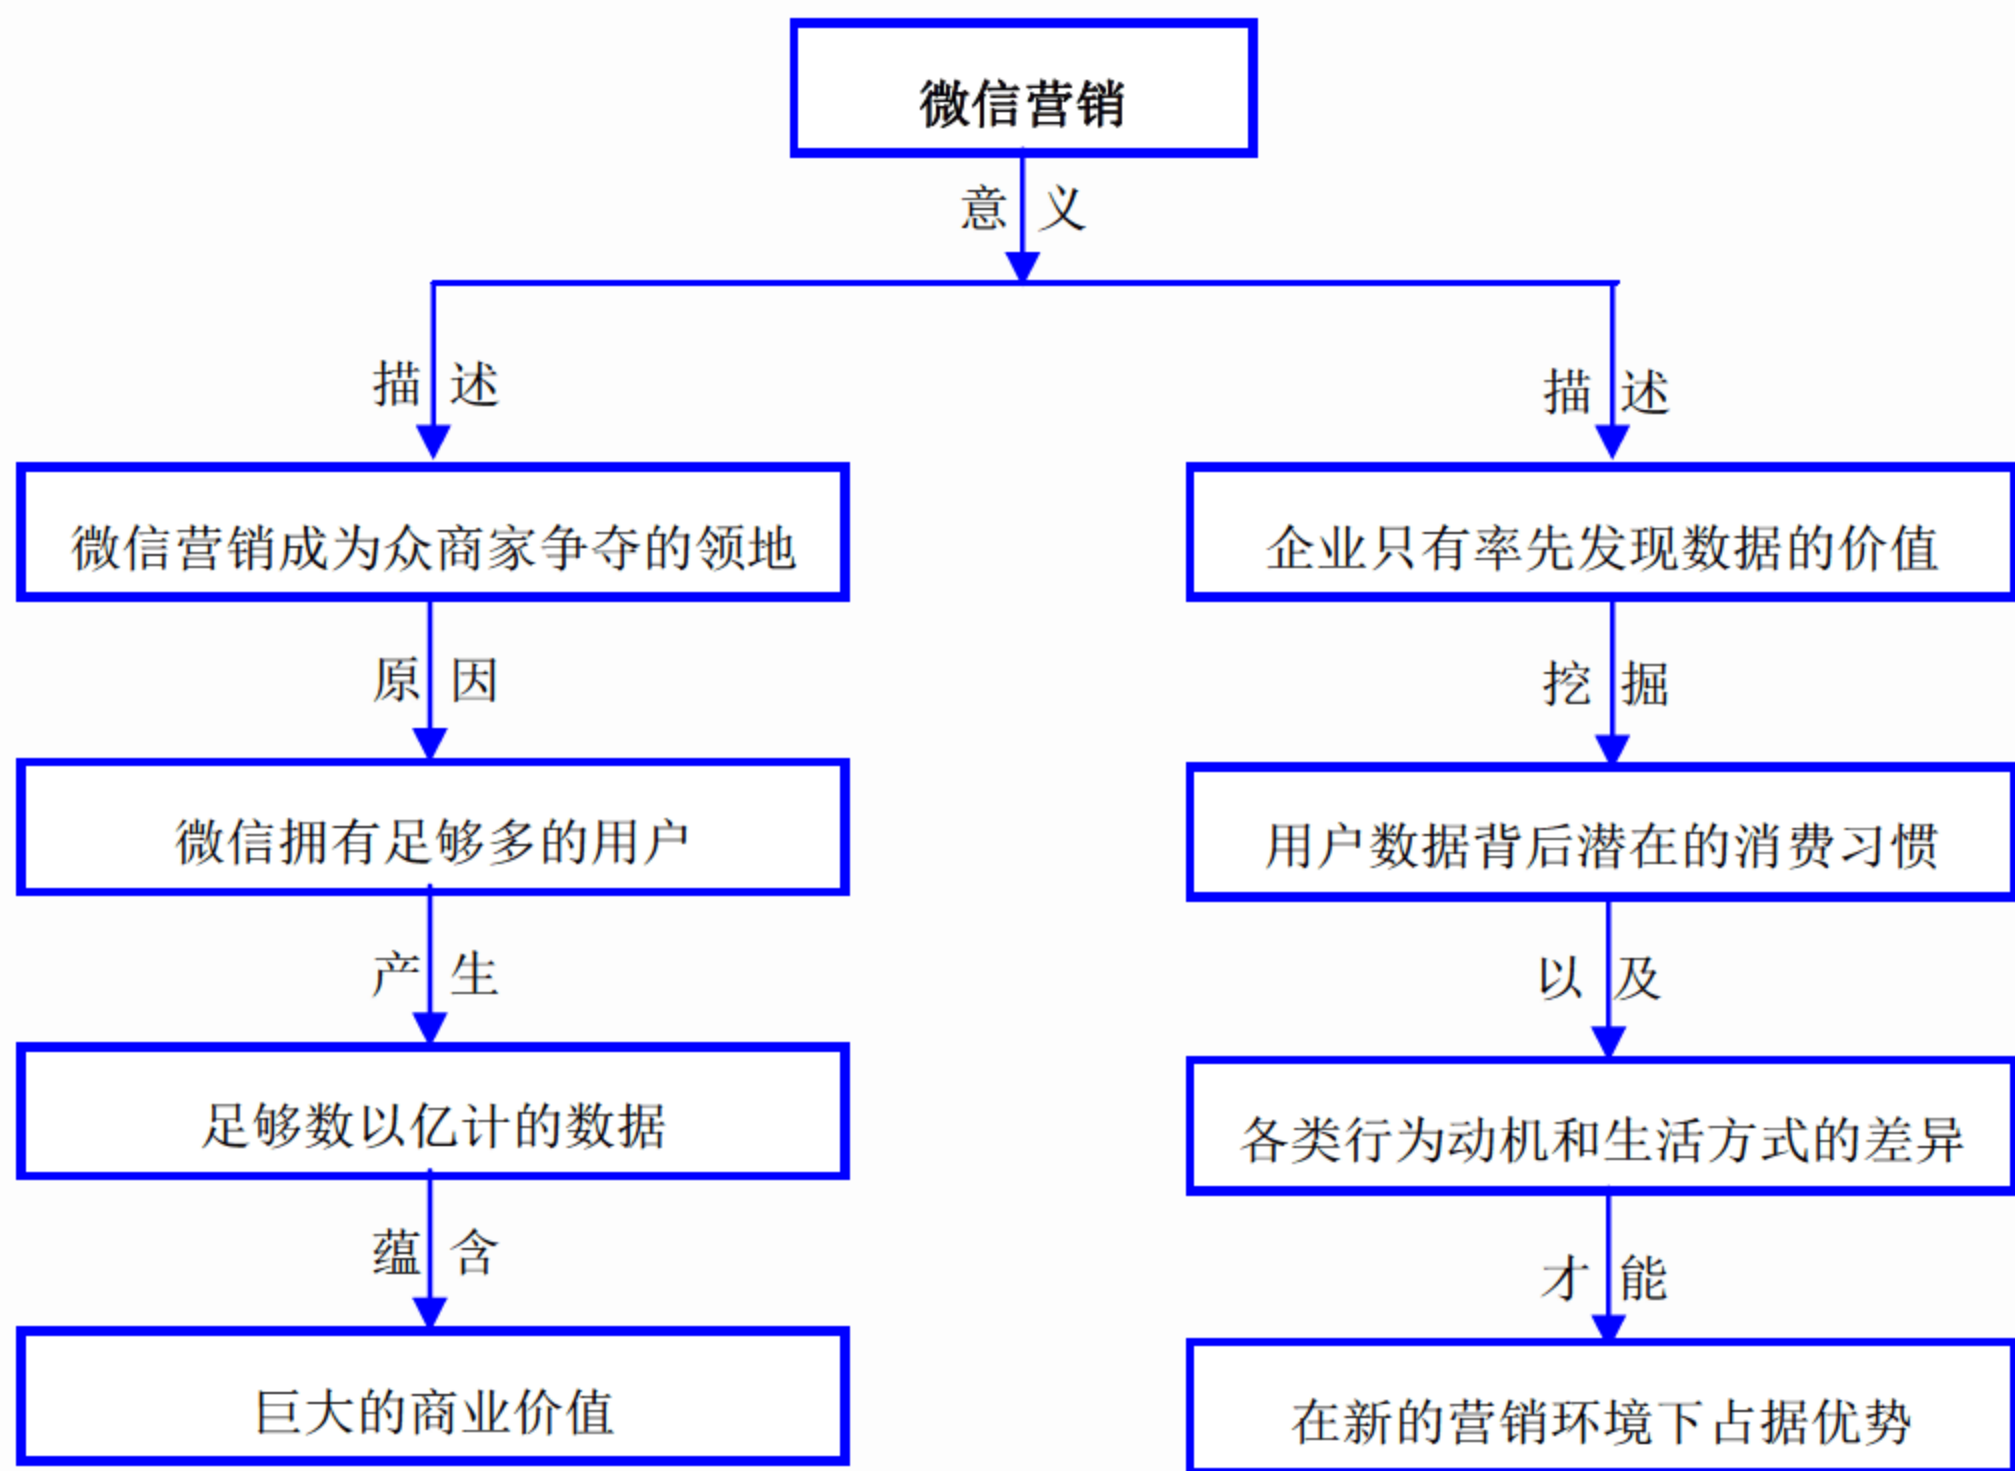 微信营销
意义
描述
描述
微信营销成为众商家争夺的领地
企业只有率先发现数据的价值
原因
挖掘
微信拥有足够多的用户
用户数据背后潜在的消费习惯
产生
以及
足够数以亿计的数据
各类行为动机和生活方式的差异
蕴含
才能
巨大的商业价值
在新的营销环境下占据优势